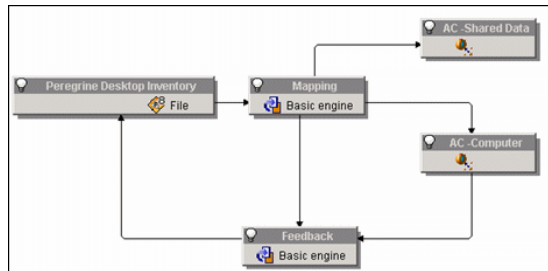 AC -Shared Data
Peregrine Desktop Inventory
File
Mapping
Basic engine
AC -Computer
Feedback
Basic engine